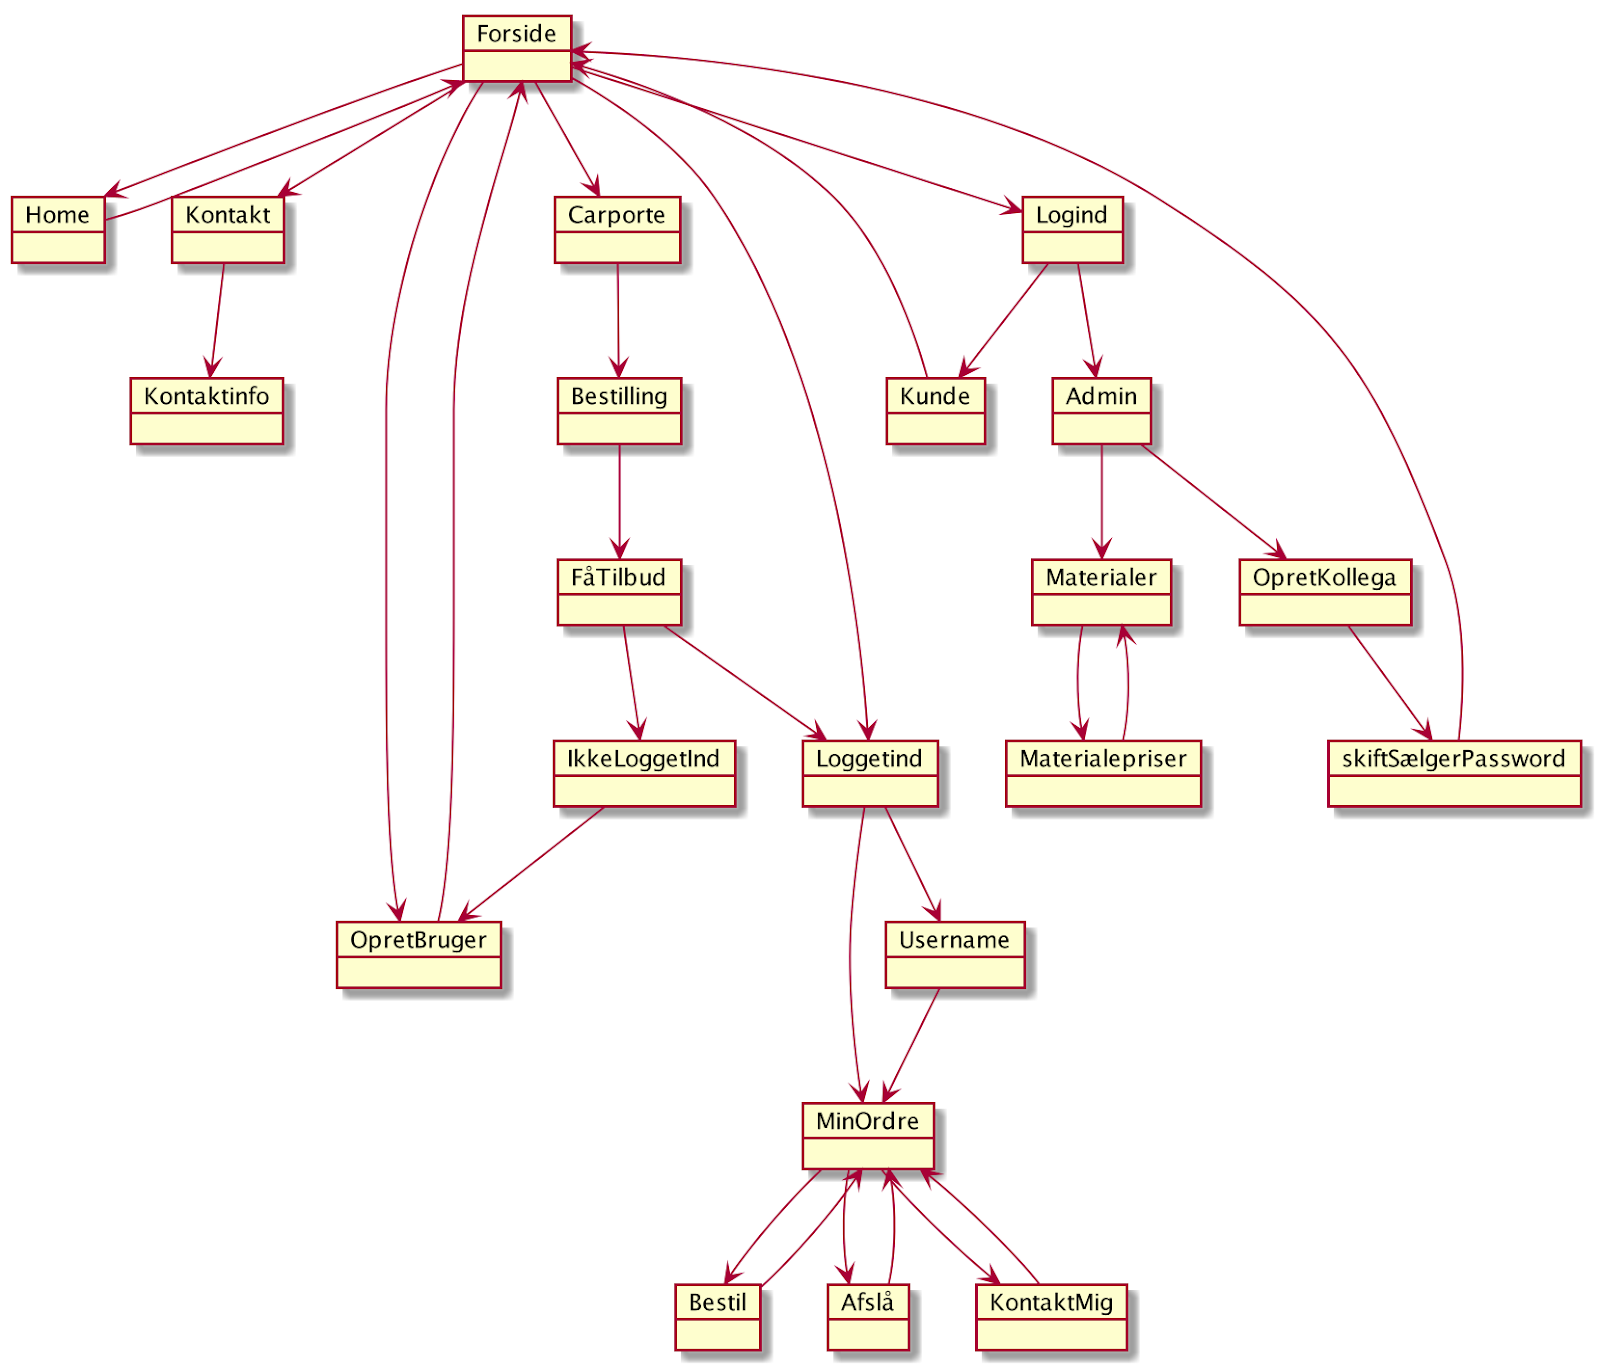 Forside
Home
Kontakt
Carporte
Logind
Kontaktinfo
Bestilling
Kunde
Admin
FåTilbud
Materialer
OpretKollega
IkkeLoggetInd
Loggetind
Materialepriser
skiftSælgerPassword
OpretBruger
Username
MinOrdre
Bestil
Afslå
KontaktMig